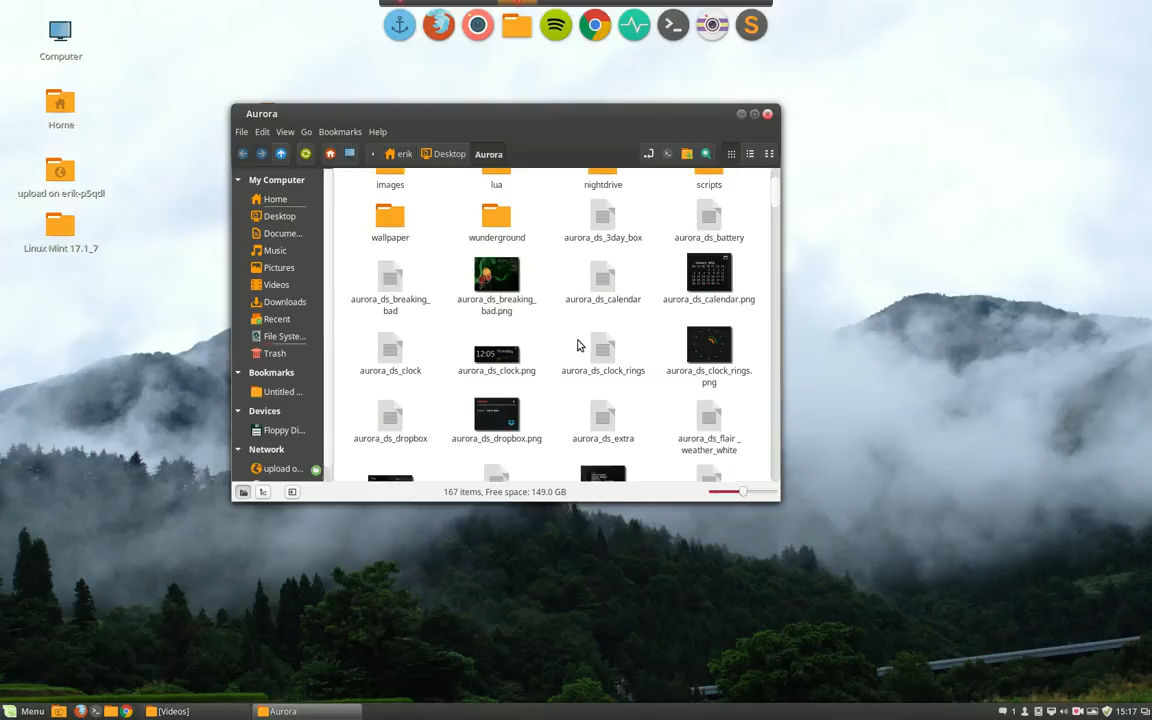 Computer
Home
upload on erik-p5qdl
Linux Mint 17.1_7
Aurora
File Edit View Go Bookmarks Help
erik Desktop Aurora
My Computer
Home
Desktop
Docume...
Music
Pictures
Videos
Downloads
Recent
File Syste...
Trash
Bookmarks
Untitled ...
Devices
Floppy Di...
Network
upload o...
images lua nightdrive scripts
wallpaper wunderground aurora_ds_3day_box aurora_ds_battery
aurora_ds_breaking_
bad
aurora_ds_breaking_
bad.png
aurora_ds_calendar
aurora_ds_calendar.png
aurora_ds_clock
aurora_ds_clock.png
aurora_ds_clock_rings
aurora_ds_clock_rings.
png
aurora_ds_dropbox
aurora_ds_dropbox.png
aurora_ds_extra
aurora_ds_flair _
weather_white
12:05
167 items, Free space: 149.0 GB
Menu
[Videos]
Aurora
1
15:17